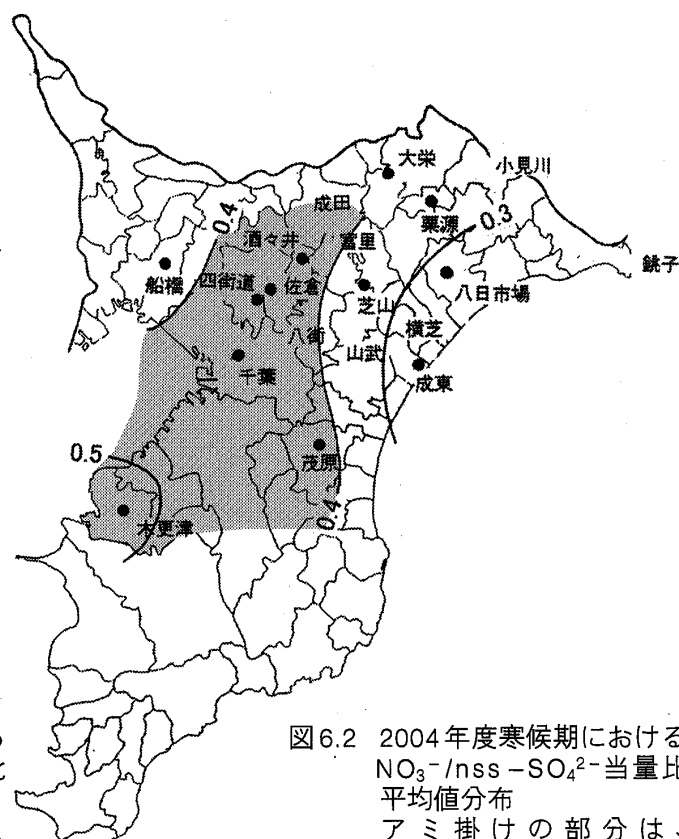 大栄
小見川
成田
0.4
栗源
0.3
酒々井
富里
銚子
船橋
四街道
佐倉
芝山
八日市場
八街
横芝
山武
千葉
成東
0.5
茂原
木更津
0.4
図6.2 2004年度寒候期における
NO₃⁻/nss-SO₄²⁻当量比
平均値分布
アミ掛けの部分は、